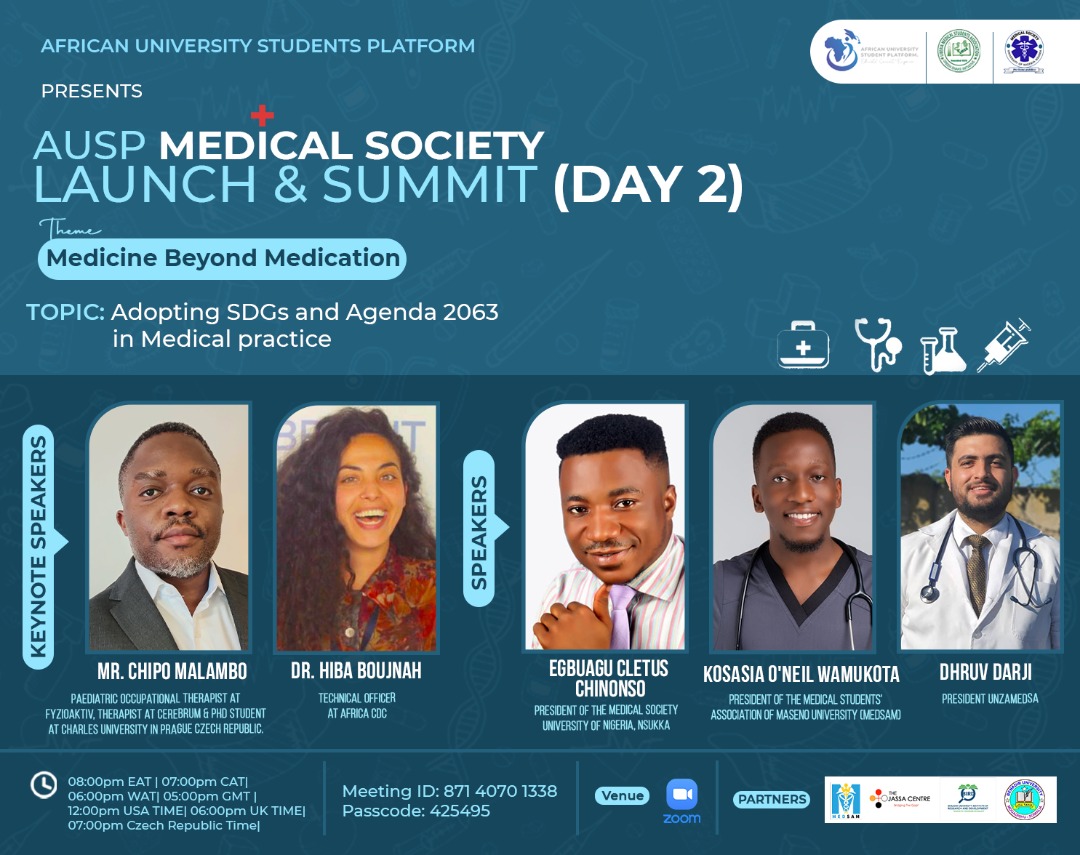 AFRICAN UNIVERSITY STUDENTS PLATFORM
PRESENTS
AUSP MEDICAL SOCIETY
LAUNCH & SUMMIT (DAY 2)
Theme
Medicine Beyond Medication
TOPIC: Adopting SDGs and Agenda 2063
in Medical practice
AFRICAN UNIVERSITY
STUDENT PLATFORM.
KEYNOTE SPEAKERS
MR. CHIPO MALAMBO
PAEDIATRIC OCCUPATIONAL THERAPIST AT
FYZIOAKTIV, THERAPIST AT CEREBRUM & PHD STUDENT
AT CHARLES UNIVERSITY IN PRAGUE CZECH REPUBLIC.
DR. HIBA BOUJNAH
TECHNICAL OFFICER
AT AFRICA CDC
SPEAKERS
EGBUAGU CLETUS
CHINONSO
PRESIDENT OF THE MEDICAL SOCIETY
UNIVERSITY OF NIGERIA, NSUKKA
KOSASIA O'NEIL WAMUKOTA
PRESIDENT OF THE MEDICAL STUDENTS'
ASSOCIATION OF MASENO UNIVERSITY (MEDSAM)
DHRUV DARJI
PRESIDENT UNZAMEDSA
08:00pm EAT | 07:00pm CAT|
06:00pm WAT| 05:00pm GMT |
12:00pm USA TIME| 06:00pm UK TIME|
07:00pm Czech Republic Time|
Meeting ID: 871 4070 1338
Passcode: 425495
Venue
zoom
PARTNERS
MEDSAM
THE
JASSA CENTRE